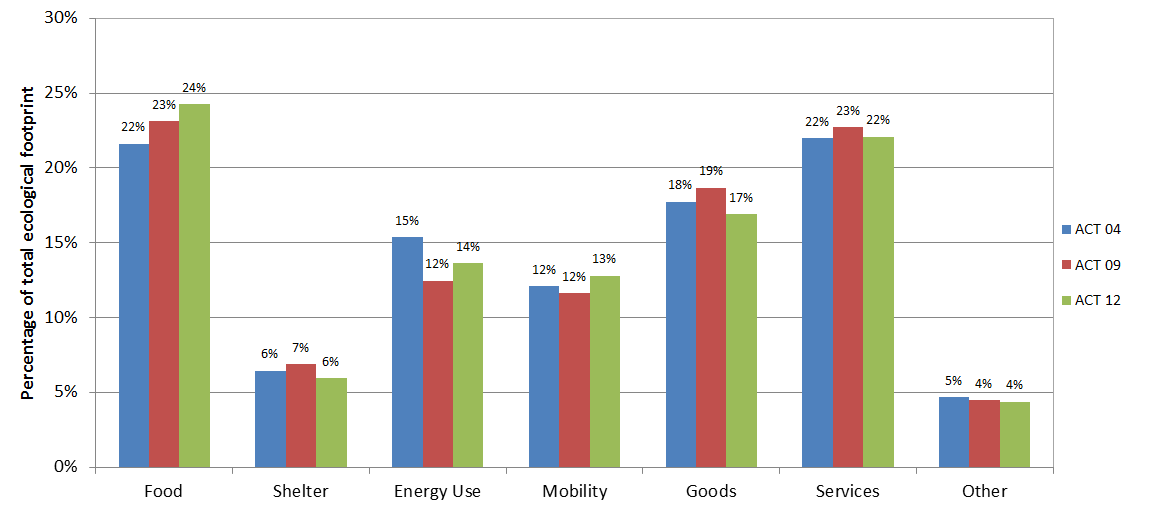 Percentage of total ecological footprint
30%
25%
20%
15%
10%
5%
0%
22%
23%
24%
6%
7%
6%
15%
12%
14%
12%
12%
13%
18%
19%
17%
22%
23%
22%
5%
4%
4%
Food
Shelter
Energy Use
Mobility
Goods
Services
Other
ACT 04
ACT 09
ACT 12